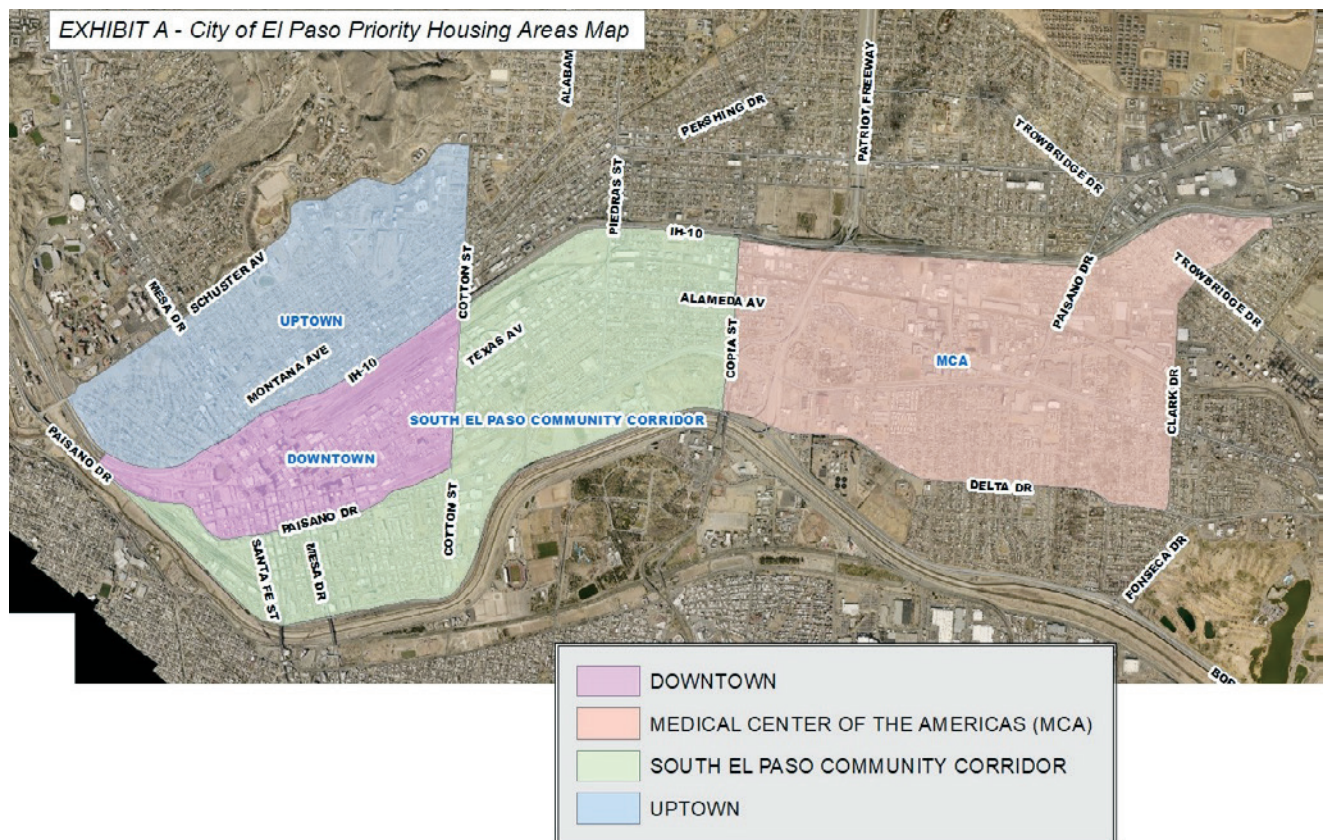 EXHIBIT A - City of El Paso Priority Housing Areas Map
ALABAM
PERSHING DR
PATRIOT FREEWAY
TROWBRIDGE DR
PIEDRAS ST
IH-10
MESA DR
SCHUSTER AV
COTTON ST
PAISANO DR
TROWBRIDGE DR
UPTOWN
ALAMEDA AV
TEXAS AV
COPIA ST
MONTANA AVE
IH-10
MCA
CLARK DR
SOUTH EL PASO COMMUNITY CORRIDOR
PAISANO DR
DOWNTOWN
DELTA DR
PAISANO DR
COTTON ST
SANTA FE ST
MESA DR
FONSECA DR
DOWNTOWN
MEDICAL CENTER OF THE AMERICAS (MCA)
SOUTH EL PASO COMMUNITY CORRIDOR
UPTOWN